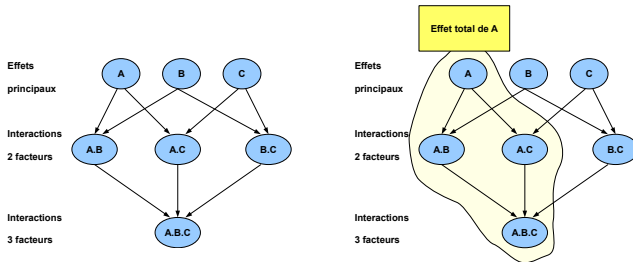 Effet total de A
Effets
principaux
A
B
C
Interactions
2 facteurs
A.B
A.C
B.C
Interactions
3 facteurs
A.B.C
Effets
principaux
A
B
C
Interactions
2 facteurs
A.B
A.C
B.C
Interactions
3 facteurs
A.B.C